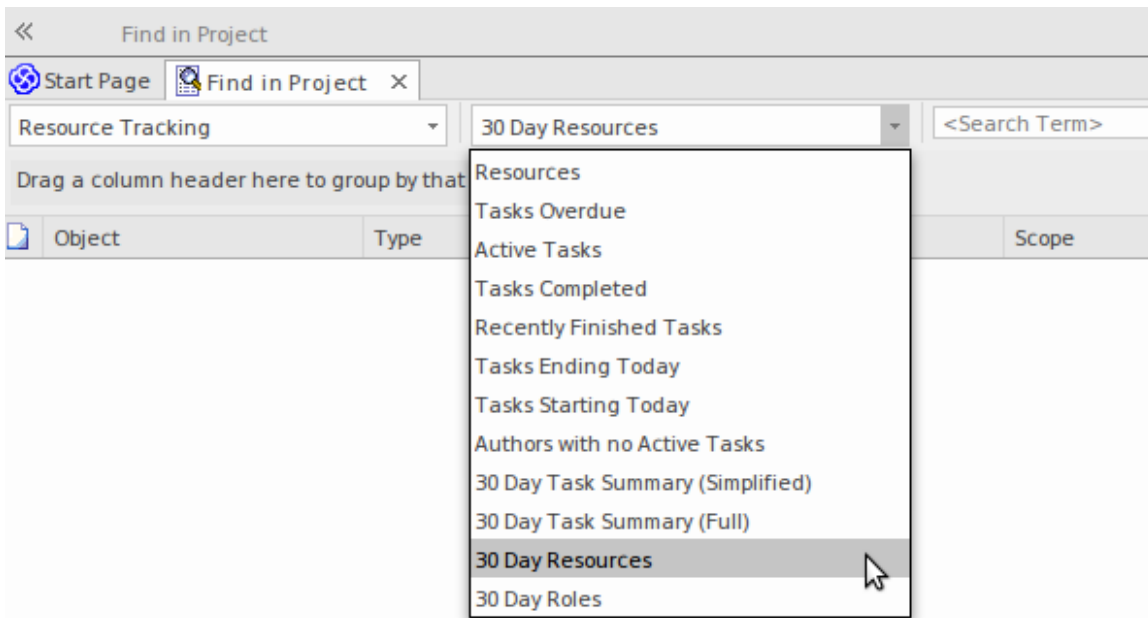 Find in Project
Start Page Find in Project
Resource Tracking 30 Day Resources <Search Term>
Drag a column header here to group by that
Object Type Scope
Resources
Tasks Overdue
Active Tasks
Tasks Completed
Recently Finished Tasks
Tasks Ending Today
Tasks Starting Today
Authors with no Active Tasks
30 Day Task Summary (Simplified)
30 Day Task Summary (Full)
30 Day Resources
30 Day Roles